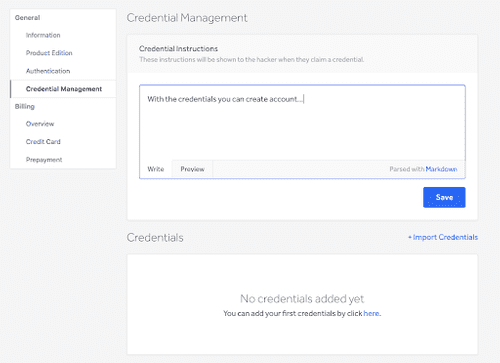 General
Information
Product Edition
Authentication
Credential Management
Billing
Overview
Credit Card
Prepayment
Credential Management
Credential Instructions
These instructions will be shown to the hacker when they claim a credential.
With the credentials you can create account...
Write Preview Parsed with Markdown
Save
Credentials + Import Credentials
No credentials added yet
You can add your first credentials by click here.